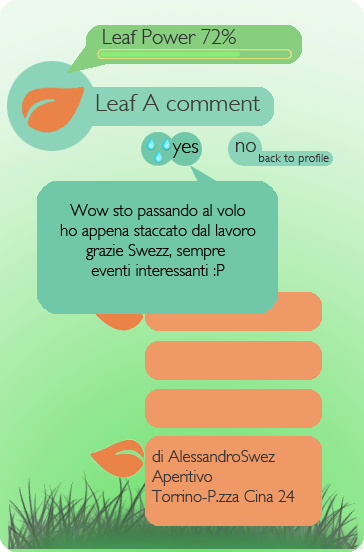 Leaf Power 72%
Leaf A comment
yes
no
back to profile
Wow sto passando al volo
ho appena staccato dal lavoro
grazie Swezz, sempre
eventi interessanti :P
di AlessandroSwez
Aperitivo
Torrino-P.zza Cina 24